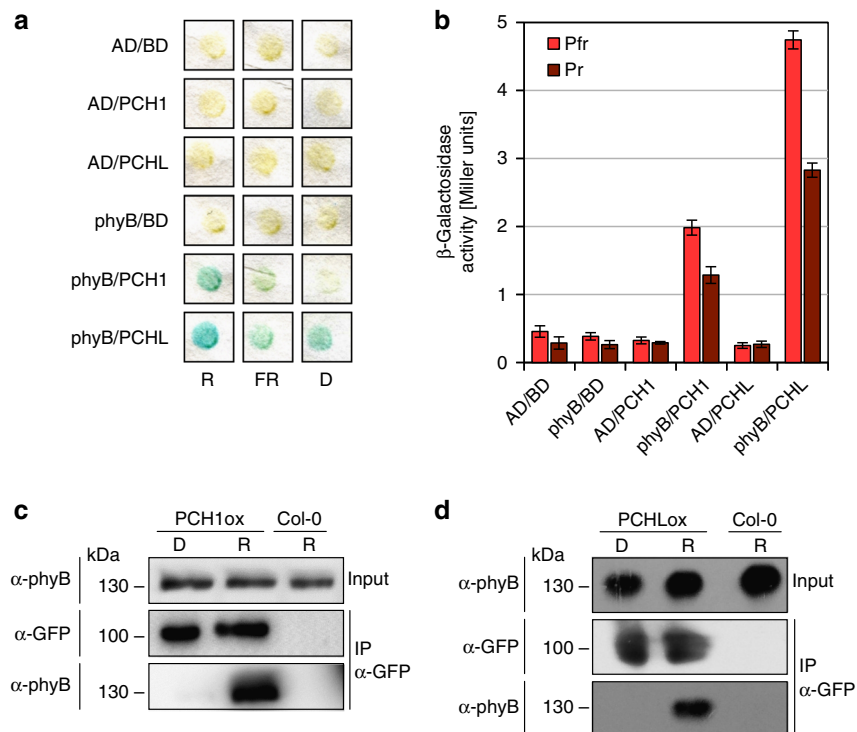 a
AD/BD
AD/PCH1
AD/PCHL
phyB/BD
phyB/PCH1
phyB/PCHL
R FR D
b
β-Galactosidase
activity [Miller units]
5
4
3
2
1
0
Pfr
Pr
AD/BD phyB/BD AD/PCH1 phyB/PCH1 AD/PCHL phyB/PCHL
c
PCH1ox Col-0
D R R
kDa
α-phyB 130 Input
α-GFP 100
IP
α-GFP
α-phyB 130
d
PCHLox Col-0
D R R
kDa
α-phyB 130 Input
α-GFP 100
IP
α-GFP
α-phyB 130